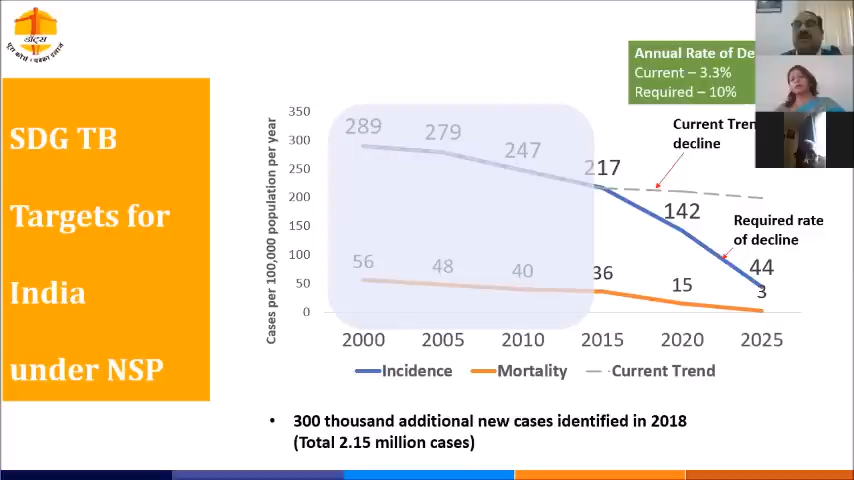 डॉट्स
पूरा कोर्स • पक्का इलाज
SDG TB
Targets for
India
under NSP
Annual Rate of De
Current – 3.3%
Required – 10%
Current Tren
decline
Required rate
of decline
Cases per 100,000 population per year
350
300
250
200
150
100
50
0
289
279
247
217
142
44
56
48
40
36
15
3
2000 2005 2010 2015 2020 2025
Incidence Mortality Current Trend
• 300 thousand additional new cases identified in 2018
(Total 2.15 million cases)